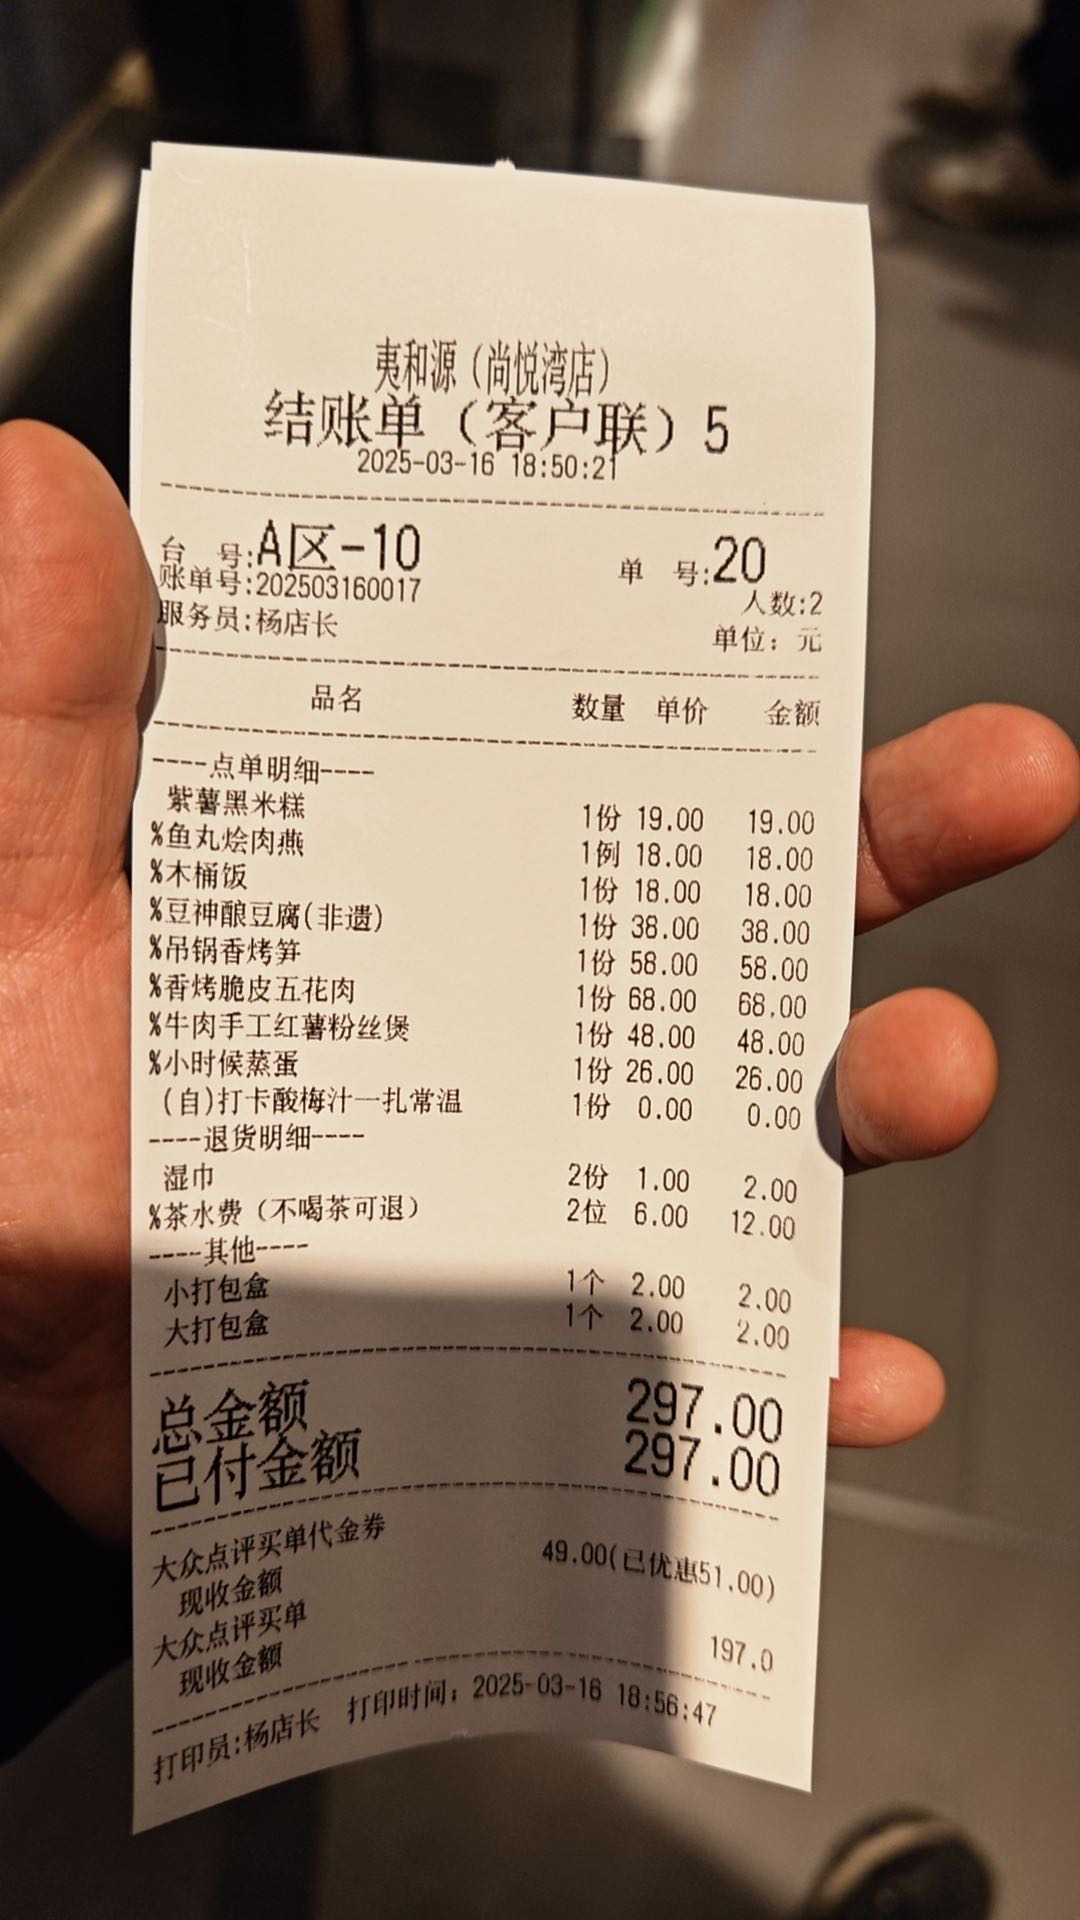 夷和源（尚悦湾店）
结账单（客户联）5
2025-03-16 18:50:21
台 号:A区-10 单 号:20
账单号:202503160017 人数:2
服务员:杨店长 单位：元
品名 数量 单价 金额
----点单明细----
紫薯黑米糕 1份 19.00 19.00
%鱼丸烩肉燕 1例 18.00 18.00
%木桶饭 1份 18.00 18.00
%豆神酿豆腐(非遗) 1份 38.00 38.00
%吊锅香烤笋 1份 58.00 58.00
%香烤脆皮五花肉 1份 68.00 68.00
%牛肉手工红薯粉丝煲 1份 48.00 48.00
%小时候蒸蛋 1份 26.00 26.00
(自)打卡酸梅汁一扎常温 1份 0.00 0.00
----退货明细----
湿巾 2份 1.00 2.00
%茶水费（不喝茶可退） 2位 6.00 12.00
----其他----
小打包盒 1个 2.00 2.00
大打包盒 1个 2.00 2.00
总金额 297.00
已付金额 297.00
大众点评买单代金券
现收金额 49.00(已优惠51.00)
大众点评买单
现收金额 197.0
打印员:杨店长 打印时间：2025-03-16 18:56:47